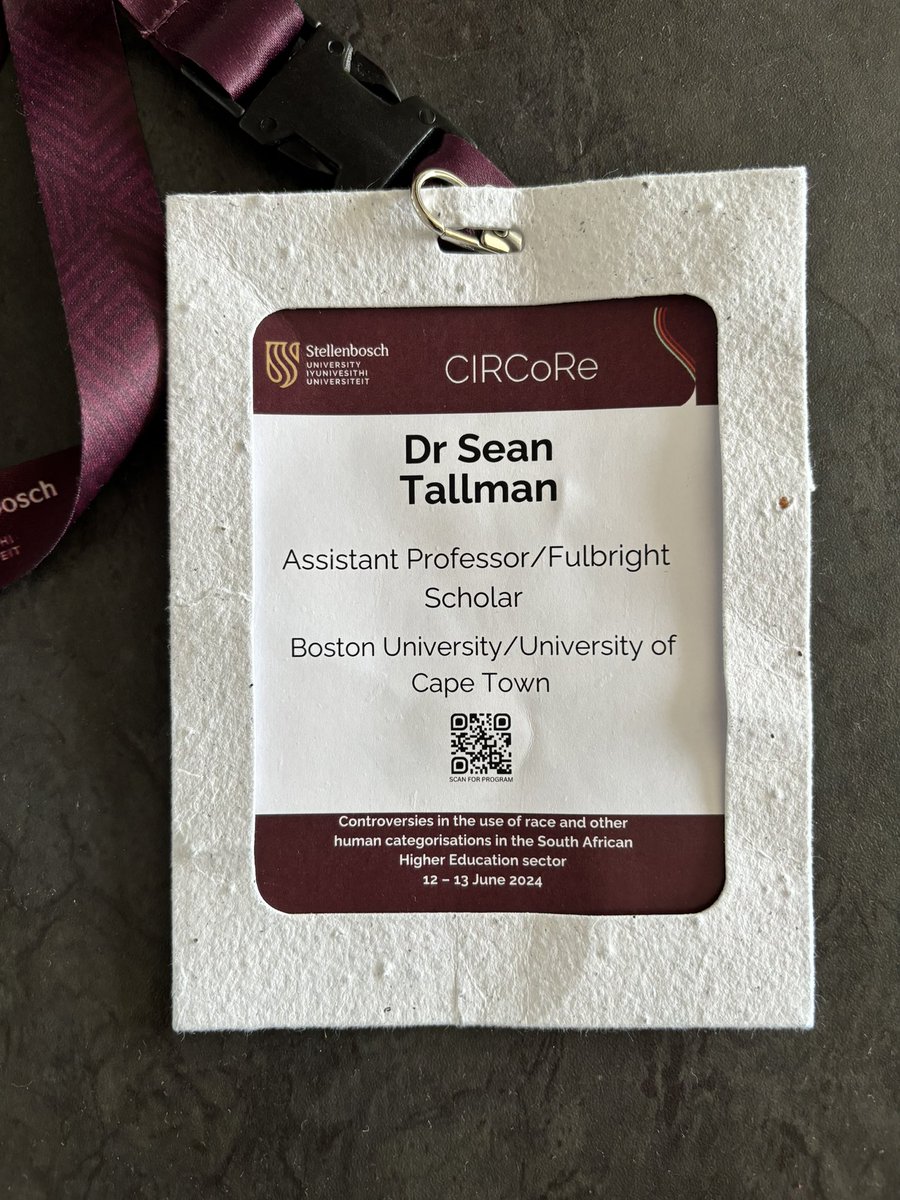 Stellenbosch
UNIVERSITY
IYUNIVESITHI
UNIVERSITEIT
CIRCoRe
Dr Sean
Tallman
Assistant Professor/Fulbright
Scholar
Boston University/University of
Cape Town
SCAN FOR PROGRAM
Controversies in the use of race and other
human categorisations in the South African
Higher Education sector
12 – 13 June 2024
bosch
HI
EIT